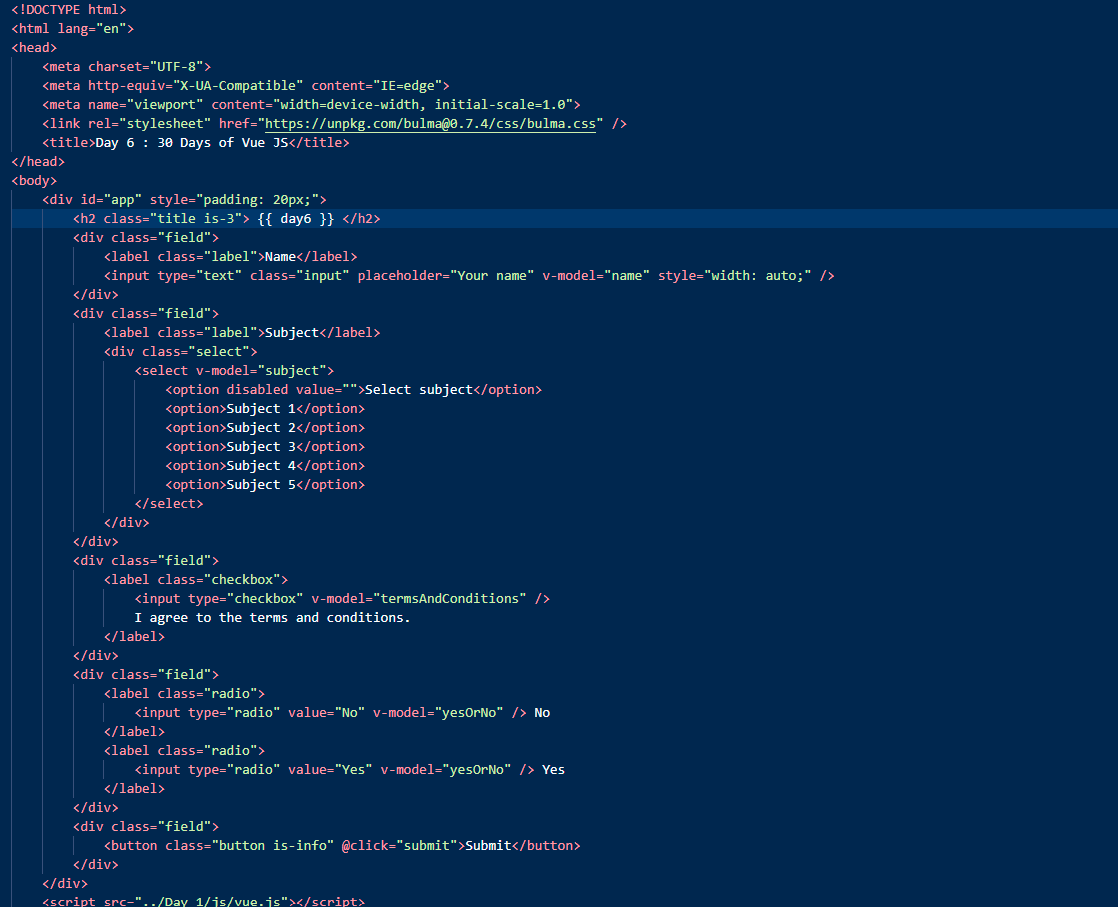 <!DOCTYPE html>
<html lang="en">
<head>
    <meta charset="UTF-8">
    <meta http-equiv="X-UA-Compatible" content="IE=edge">
    <meta name="viewport" content="width=device-width, initial-scale=1.0">
    <link rel="stylesheet" href="https://unpkg.com/bulma@0.7.4/css/bulma.css" />
    <title>Day 6 : 30 Days of Vue JS</title>
</head>
<body>
    <div id="app" style="padding: 20px;">
        <h2 class="title is-3"> {{ day6 }} </h2>
        <div class="field">
            <label class="label">Name</label>
            <input type="text" class="input" placeholder="Your name" v-model="name" style="width: auto;" />
        </div>
        <div class="field">
            <label class="label">Subject</label>
            <div class="select">
                <select v-model="subject">
                    <option disabled value="">Select subject</option>
                    <option>Subject 1</option>
                    <option>Subject 2</option>
                    <option>Subject 3</option>
                    <option>Subject 4</option>
                    <option>Subject 5</option>
                </select>
            </div>
        </div>
        <div class="field">
            <label class="checkbox">
                <input type="checkbox" v-model="termsAndConditions" />
                I agree to the terms and conditions.
            </label>
        </div>
        <div class="field">
            <label class="radio">
                <input type="radio" value="No" v-model="yesOrNo" /> No
            </label>
            <label class="radio">
                <input type="radio" value="Yes" v-model="yesOrNo" /> Yes
            </label>
        </div>
        <div class="field">
            <button class="button is-info" @click="submit">Submit</button>
        </div>
    </div>
    <script src="../Day 1/js/vue.js"></script>